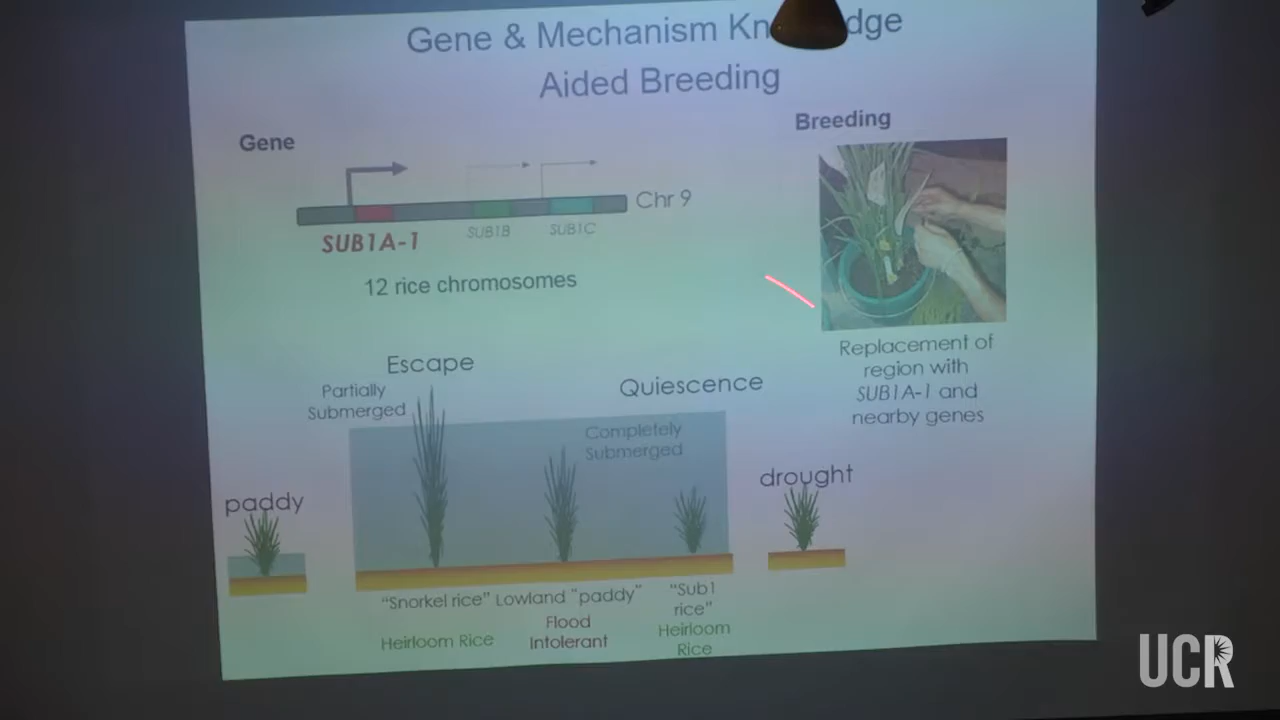 Gene & Mechanism Kn dge
Aided Breeding
Gene
Breeding
Chr 9
SUB1A-1
SUB1B
SUB1C
12 rice chromosomes
Replacement of
region with
SUB1A-1 and
nearby genes
Escape
Partially
Submerged
Quiescence
Completely
Submerged
paddy
drought
"Snorkel rice"
Lowland "paddy"
"Sub1
rice"
Heirloom Rice
Flood
Intolerant
Heirloom
Rice
UCR